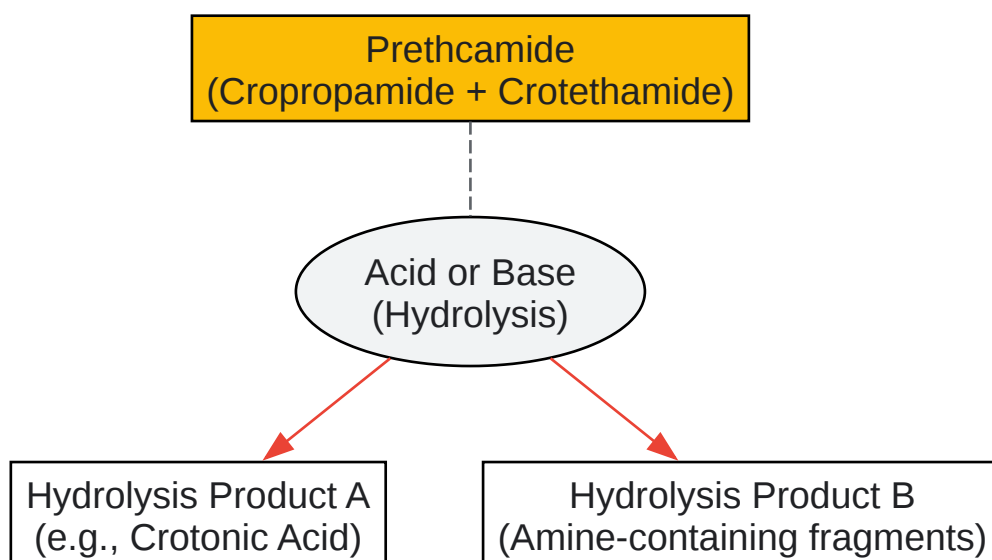 Prethcamide
(Cropropamide + Crotethamide)
Acid or Base
(Hydrolysis)
Hydrolysis Product A
(e.g., Crotonic Acid)
Hydrolysis Product B
(Amine-containing fragments)